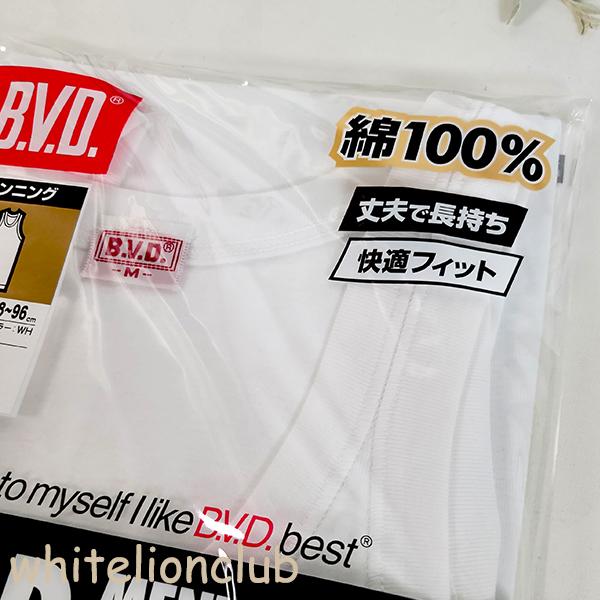 B.V.D.®
綿100%
ンニング
丈夫で長持ち
快適フィット
B.V.D.®
-M-
8~96cm
ラー:WH
to myself I like B.V.D. best®
whitelionclub